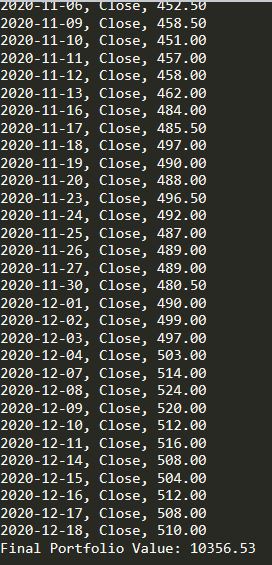 2020-11-06, Close, 452.50
2020-11-09, Close, 458.50
2020-11-10, Close, 451.00
2020-11-11, Close, 457.00
2020-11-12, Close, 458.00
2020-11-13, Close, 462.00
2020-11-16, Close, 484.00
2020-11-17, Close, 485.50
2020-11-18, Close, 497.00
2020-11-19, Close, 490.00
2020-11-20, Close, 488.00
2020-11-23, Close, 496.50
2020-11-24, Close, 492.00
2020-11-25, Close, 487.00
2020-11-26, Close, 489.00
2020-11-27, Close, 489.00
2020-11-30, Close, 480.50
2020-12-01, Close, 490.00
2020-12-02, Close, 499.00
2020-12-03, Close, 497.00
2020-12-04, Close, 503.00
2020-12-07, Close, 514.00
2020-12-08, Close, 524.00
2020-12-09, Close, 520.00
2020-12-10, Close, 512.00
2020-12-11, Close, 516.00
2020-12-14, Close, 508.00
2020-12-15, Close, 504.00
2020-12-16, Close, 512.00
2020-12-17, Close, 508.00
2020-12-18, Close, 510.00
Final Portfolio Value: 10356.53